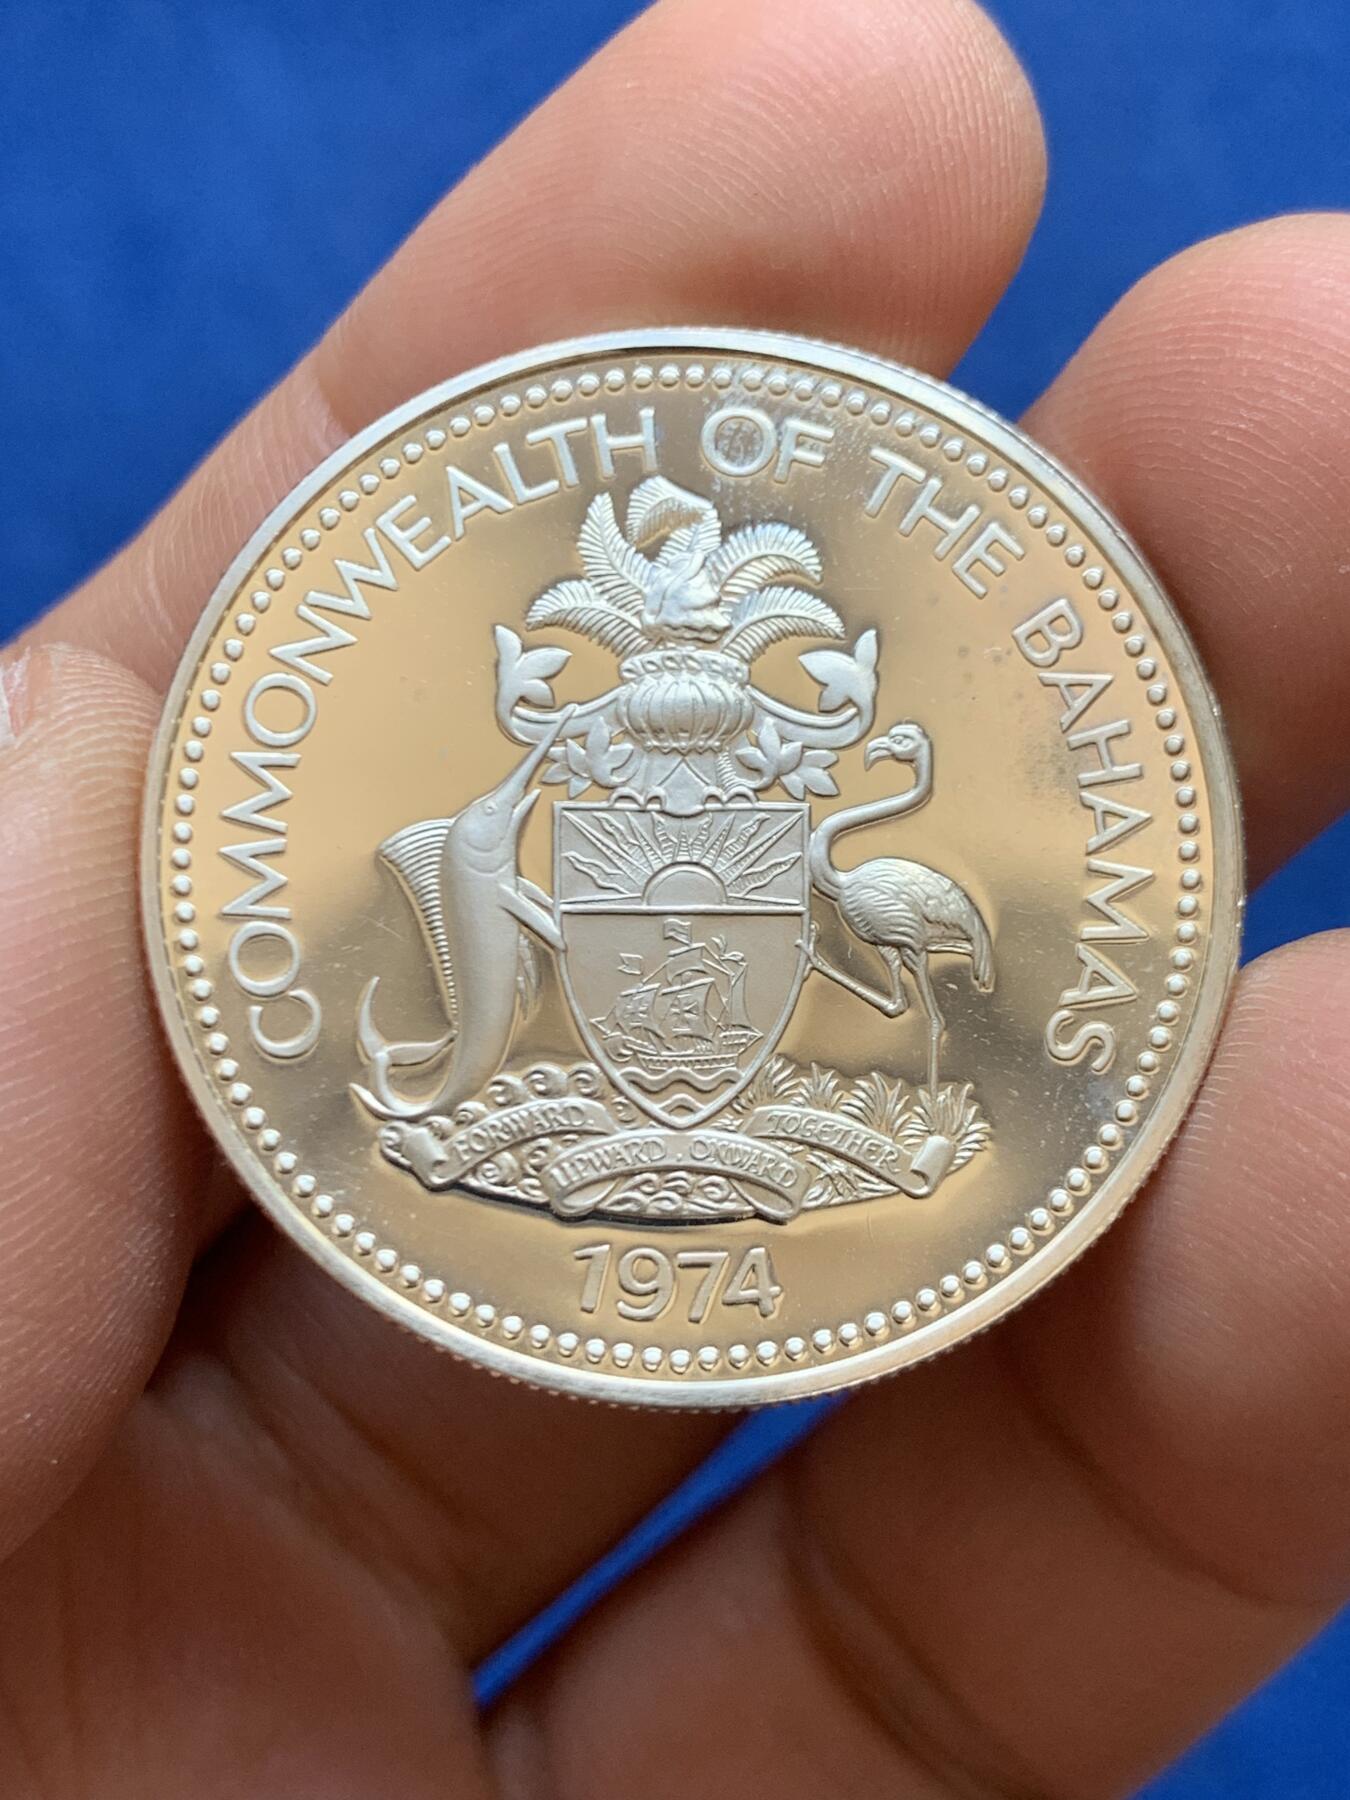 COMMONWEALTH OF THE BAHAMAS
FORWARD. UPWARD. ONWARD TOGETHER
1974